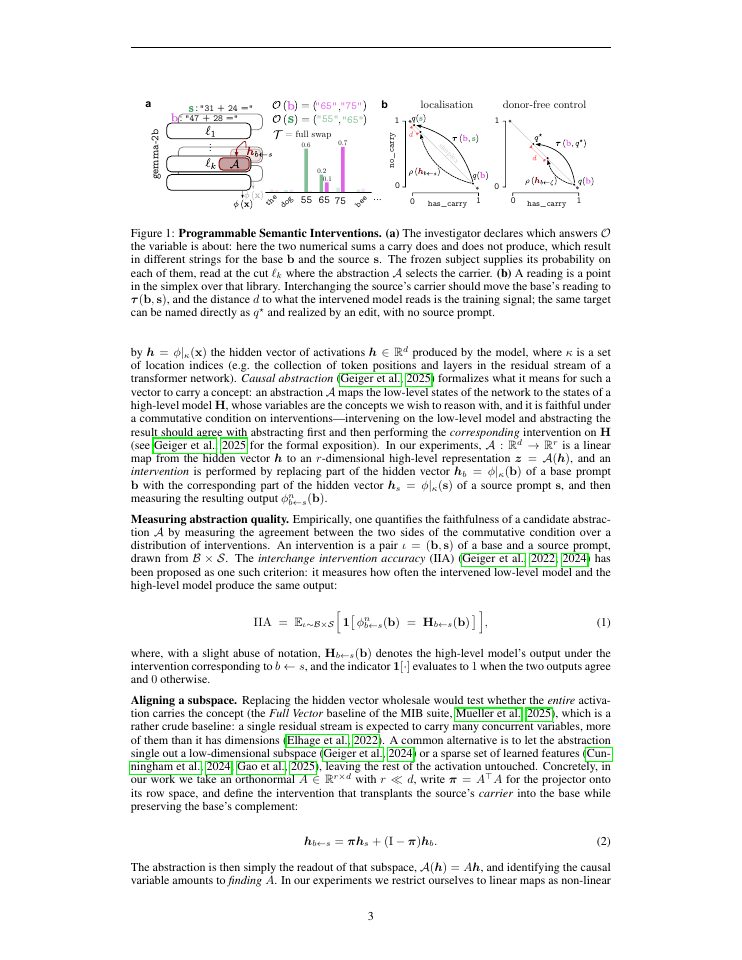 a
s:"31 + 24 ="
b:"47 + 28 ="
ℓ1
⋮
ℓk
A
hb←s
gemma-2b
ϕ(x)
ϕ(x)
O(b) = ("65","75")
O(s) = ("55","65")
T = full swap
0.6
0.2
0.1
0.7
the dog 55 65 75 bee ...
b
localisation
donor-free control
1
0
no_carry
q(s)
d
τ(b, s)
ρ(hb←s)
q(b)
0 has_carry 1
1
0
q⋆
d
τ(b, q⋆)
q(b)
0 has_carry 1
Figure 1: Programmable Semantic Interventions. (a) The investigator declares which answers O
the variable is about: here the two numerical sums a carry does and does not produce, which result
in different strings for the base b and the source s. The frozen subject supplies its probability on
each of them, read at the cut ℓk where the abstraction A selects the carrier. (b) A reading is a point
in the simplex over that library. Interchanging the source's carrier should move the base's reading to
τ(b, s), and the distance d to what the intervened model reads is the training signal; the same target
can be named directly as q⋆ and realized by an edit, with no source prompt.
by h = ϕ|κ(x) the hidden vector of activations h ∈ ℝd produced by the model, where κ is a set
of location indices (e.g. the collection of token positions and layers in the residual stream of a
transformer network). Causal abstraction (Geiger et al., 2025) formalizes what it means for such a
vector to carry a concept: an abstraction A maps the low-level states of the network to the states of a
high-level model H, whose variables are the concepts we wish to reason with, and it is faithful under
a commutative condition on interventions—intervening on the low-level model and abstracting the
result should agree with abstracting first and then performing the corresponding intervention on H
(see Geiger et al., 2025 for the formal exposition). In our experiments, A : ℝd → ℝr is a linear
map from the hidden vector h to an r-dimensional high-level representation z = A(h), and an
intervention is performed by replacing part of the hidden vector hb = ϕ|κ(b) of a base prompt
b with the corresponding part of the hidden vector hs = ϕ|κ(s) of a source prompt s, and then
measuring the resulting output ϕnb←s(b).
Measuring abstraction quality. Empirically, one quantifies the faithfulness of a candidate abstrac-
tion A by measuring the agreement between the two sides of the commutative condition over a
distribution of interventions. An intervention is a pair ι = (b, s) of a base and a source prompt,
drawn from B × S. The interchange intervention accuracy (IIA) (Geiger et al., 2022; 2024) has
been proposed as one such criterion: it measures how often the intervened low-level model and the
high-level model produce the same output:
IIA = 𝔼ι∼B×S[1[ϕnb←s(b) = Hb←s(b)]], (1)
where, with a slight abuse of notation, Hb←s(b) denotes the high-level model's output under the
intervention corresponding to b ← s, and the indicator 1[·] evaluates to 1 when the two outputs agree
and 0 otherwise.
Aligning a subspace. Replacing the hidden vector wholesale would test whether the entire activa-
tion carries the concept (the Full Vector baseline of the MIB suite, Mueller et al., 2025), which is a
rather crude baseline: a single residual stream is expected to carry many concurrent variables, more
of them than it has dimensions (Elhage et al., 2022). A common alternative is to let the abstraction
single out a low-dimensional subspace (Geiger et al., 2024) or a sparse set of learned features (Cun-
ningham et al., 2024; Gao et al., 2025), leaving the rest of the activation untouched. Concretely, in
our work we take an orthonormal A ∈ ℝr×d with r ≪ d, write π = A⊤A for the projector onto
its row space, and define the intervention that transplants the source's carrier into the base while
preserving the base's complement:
hb←s = πhs + (I − π)hb. (2)
The abstraction is then simply the readout of that subspace, A(h) = Ah, and identifying the causal
variable amounts to finding A. In our experiments we restrict ourselves to linear maps as non-linear
3